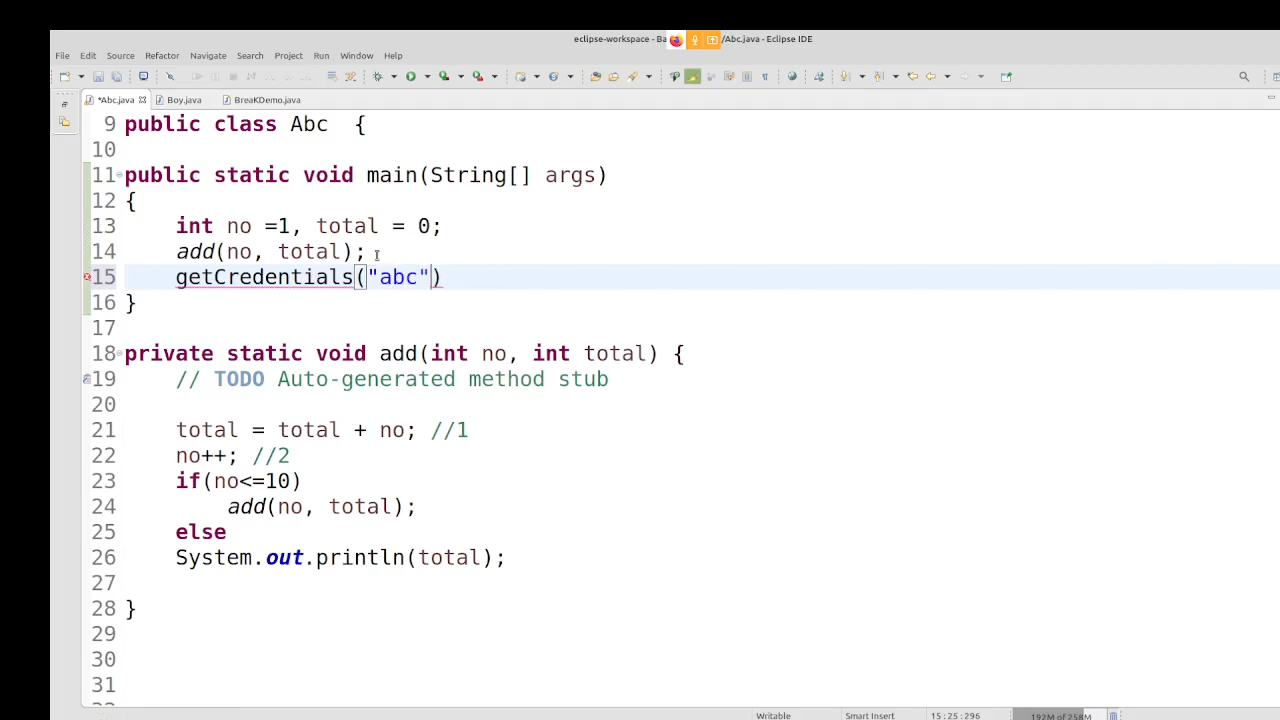 eclipse-workspace - Ba /Abc.java - Eclipse IDE
File Edit Source Refactor Navigate Search Project Run Window Help
*Abc.java Boy.java BreaKDemo.java
9 public class Abc {
10
11 public static void main(String[] args)
12 {
13 int no =1, total = 0;
14 add(no, total);
15 getCredentials("abc")
16 }
17
18 private static void add(int no, int total) {
19 // TODO Auto-generated method stub
20
21 total = total + no; //1
22 no++; //2
23 if(no<=10)
24 add(no, total);
25 else
26 System.out.println(total);
27
28 }
29
30
31
Writable Smart Insert 15:25:296 192M of 258M